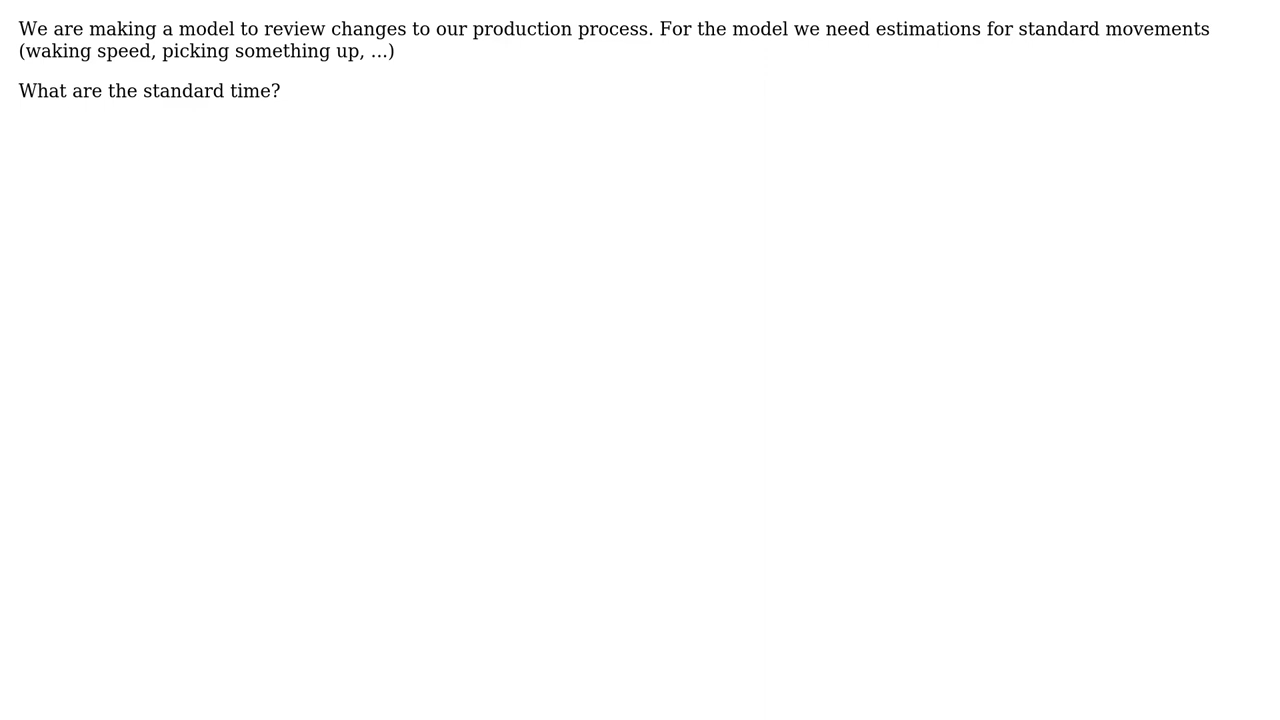 We are making a model to review changes to our production process. For the model we need estimations for standard movements
(waking speed, picking something up, ...)
What are the standard time?